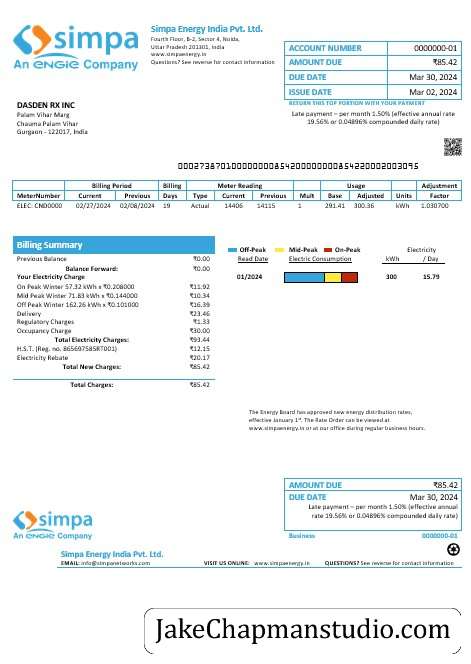 simpa
An ENGIE Company
Simpa Energy India Pvt. Ltd.
Fourth Floor, B-2, Sector 4, Noida,
Uttar Pradesh 201301, India
www.simpaenergy.in
Questions? See reverse for contact information
ACCOUNT NUMBER 0000000-01
AMOUNT DUE ₹85.42
DUE DATE Mar 30, 2024
ISSUE DATE Mar 02, 2024
RETURN THIS TOP PORTION WITH YOUR PAYMENT
Late payment – per month 1.50% (effective annual rate
19.56% or 0.04896% compounded daily rate)
DASDEN RX INC
Palam Vihar Marg
Chauma Palam Vihar
Gurgaon - 122017, India
Billing Period Billing Meter Reading Usage Adjustment
MeterNumber Current Previous Days Type Current Previous Mult Base Adjusted Units Factor
ELEC: CND0000 02/27/2024 02/08/2024 19 Actual 14406 14115 1 291.41 300.36 kWh 1.030700
Billing Summary
Previous Balance ₹0.00
Balance Forward: ₹0.00
Your Electricity Charge
On Peak Winter 57.32 kWh x ₹0.208000 ₹11.92
Mid Peak Winter 71.83 kWh x ₹0.144000 ₹10.34
Off Peak Winter 162.26 kWh x ₹0.101000 ₹16.39
Delivery ₹23.46
Regulatory Charges ₹1.33
Occupancy Charge ₹30.00
Total Electricity Charges: ₹93.44
H.S.T. (Reg. no. 865697585RT001) ₹12.15
Electricity Rebate ₹20.17
Total New Charges: ₹85.42
Total Charges: ₹85.42
Off-Peak Mid-Peak On-Peak Electricity
Read Date Electric Consumption kWh / Day
01/2024 300 15.79
The Energy Board has approved new energy distribution rates,
effective January 1st. The Rate Order can be viewed at
www.simpaenergy.in or at our office during regular business hours.
AMOUNT DUE ₹85.42
DUE DATE Mar 30, 2024
Late payment – per month 1.50% (effective annual
rate 19.56% or 0.04896% compounded daily rate)
Business 0000000-01
simpa
An ENGIE Company
Simpa Energy India Pvt. Ltd.
EMAIL: info@simpanetworks.com VISIT US ONLINE: www.simpaenergy.in QUESTIONS? See reverse for contact information
JakeChapmanstudio.com